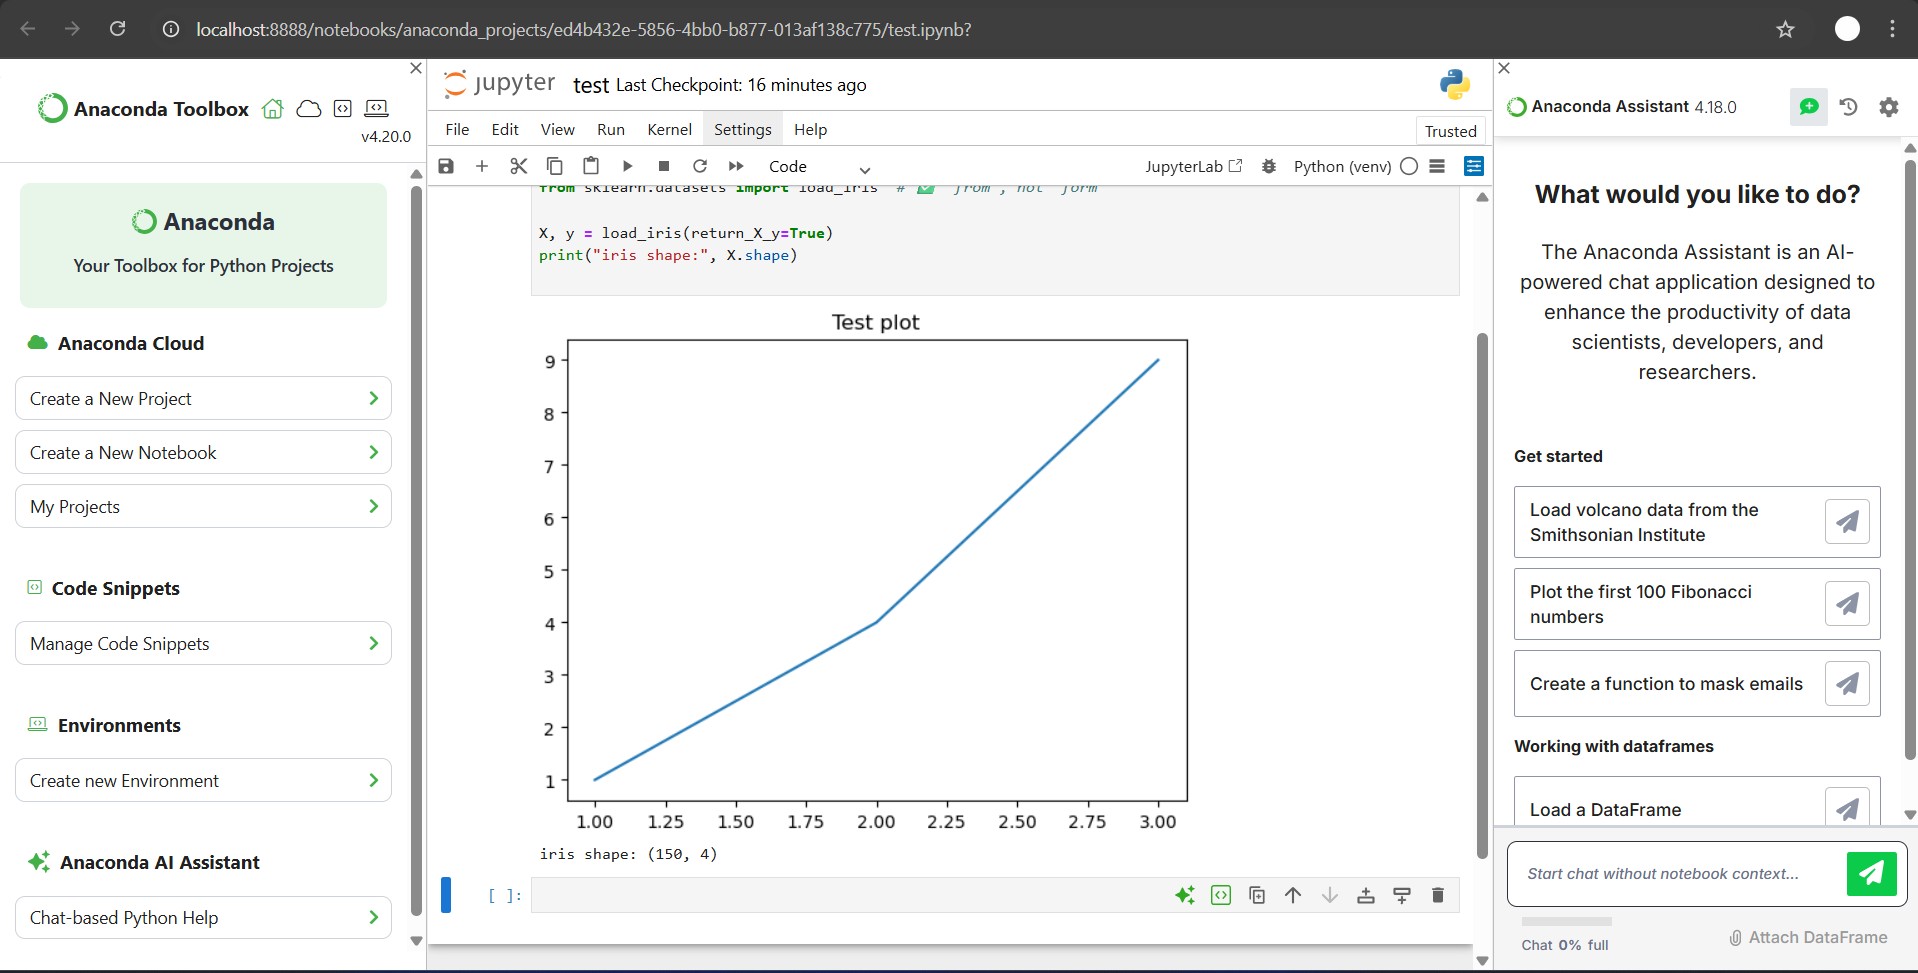 localhost:8888/notebooks/anaconda_projects/ed4b432e-5856-4bb0-b877-013af138c775/test.ipynb?
Anaconda Toolbox
v4.20.0
Anaconda
Your Toolbox for Python Projects
Anaconda Cloud
Create a New Project
Create a New Notebook
My Projects
Code Snippets
Manage Code Snippets
Environments
Create new Environment
Anaconda AI Assistant
Chat-based Python Help
jupyter test Last Checkpoint: 16 minutes ago
File Edit View Run Kernel Settings Help
Trusted
Code JupyterLab Python (venv)
from sklearn.datasets import load_iris # ✅ from , not form
X, y = load_iris(return_X_y=True)
print("iris shape:", X.shape)
Test plot
9
8
7
6
5
4
3
2
1
1.00 1.25 1.50 1.75 2.00 2.25 2.50 2.75 3.00
iris shape: (150, 4)
[ ]:
Anaconda Assistant 4.18.0
What would you like to do?
The Anaconda Assistant is an AI-
powered chat application designed to
enhance the productivity of data
scientists, developers, and
researchers.
Get started
Load volcano data from the
Smithsonian Institute
Plot the first 100 Fibonacci
numbers
Create a function to mask emails
Working with dataframes
Load a DataFrame
Start chat without notebook context...
Chat 0% full
Attach DataFrame